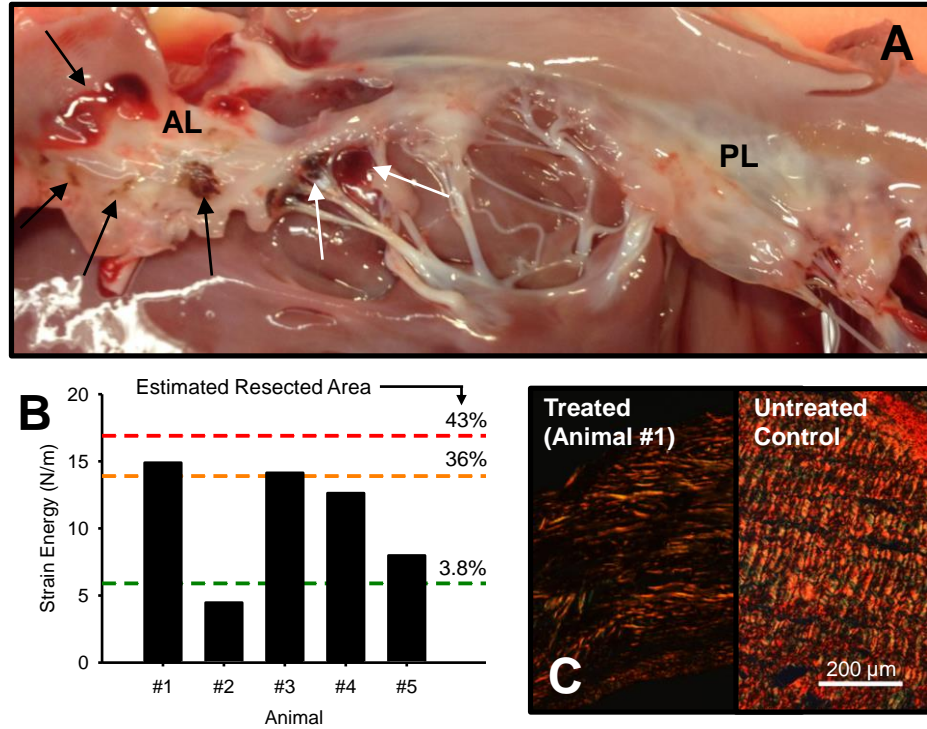 A
AL
PL
B
Estimated Resected Area
43%
36%
3.8%
20
15
10
5
0
Strain Energy (N/m)
#1
#2
#3
#4
#5
Animal
Treated
(Animal #1)
Untreated
Control
C
200 µm